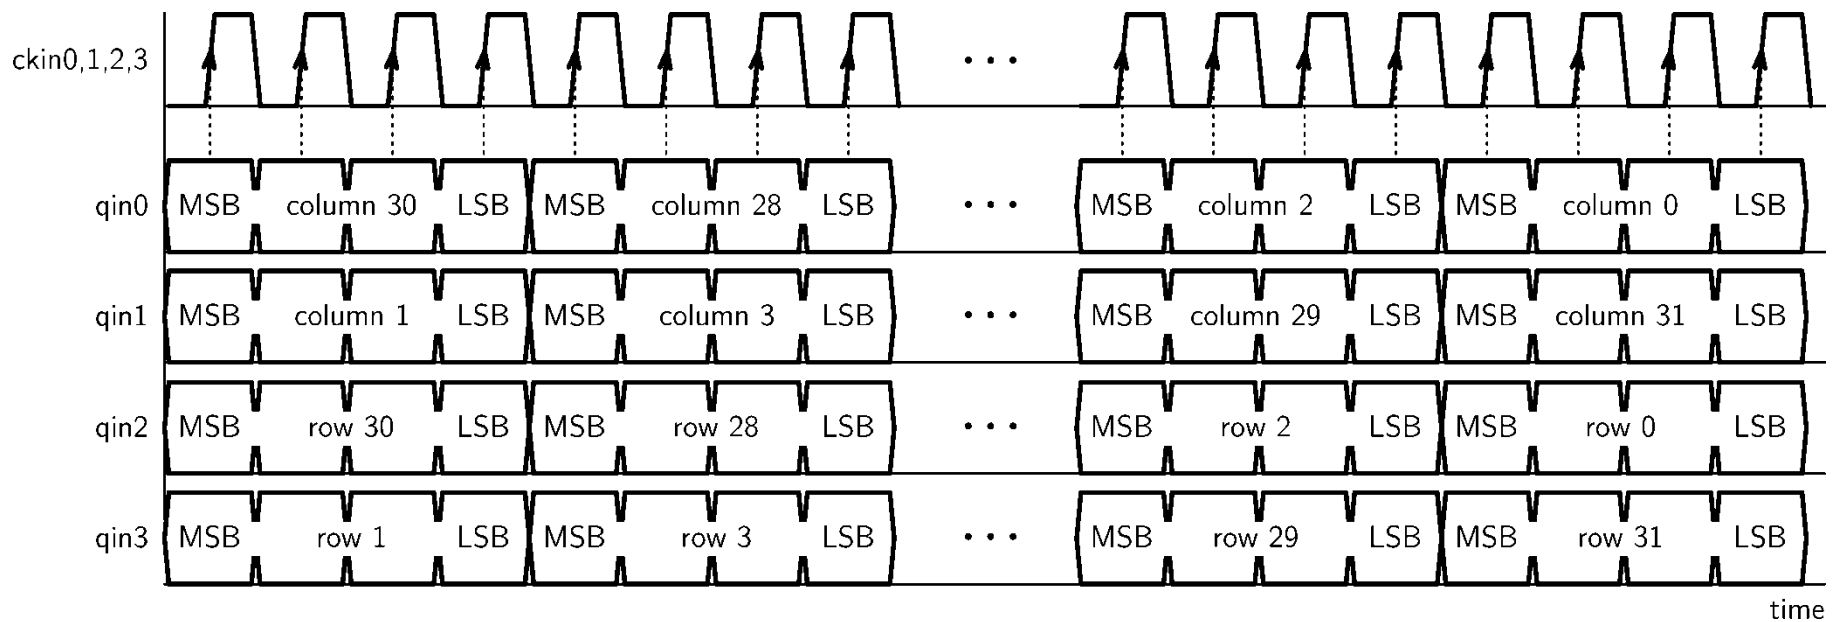 ckin0,1,2,3 · · ·
qin0 MSB column 30 LSB MSB column 28 LSB · · · MSB column 2 LSB MSB column 0 LSB
qin1 MSB column 1 LSB MSB column 3 LSB · · · MSB column 29 LSB MSB column 31 LSB
qin2 MSB row 30 LSB MSB row 28 LSB · · · MSB row 2 LSB MSB row 0 LSB
qin3 MSB row 1 LSB MSB row 3 LSB · · · MSB row 29 LSB MSB row 31 LSB
time